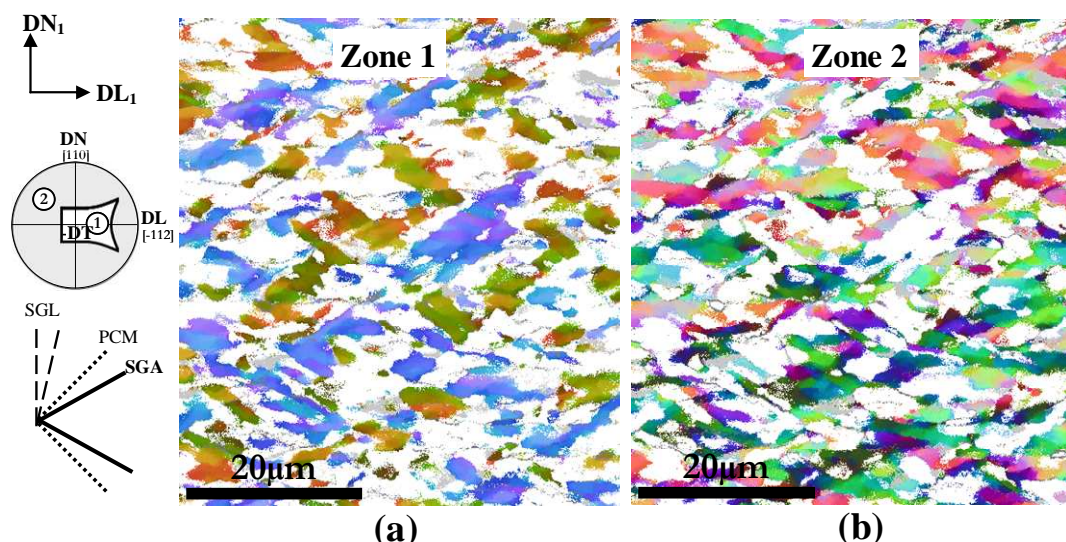 DN₁
DL₁
DN
[110]
②
①
DT
DL
[-112]
SGL
PCM
SGA
Zone 1
20µm
(a)
Zone 2
20µm
(b)